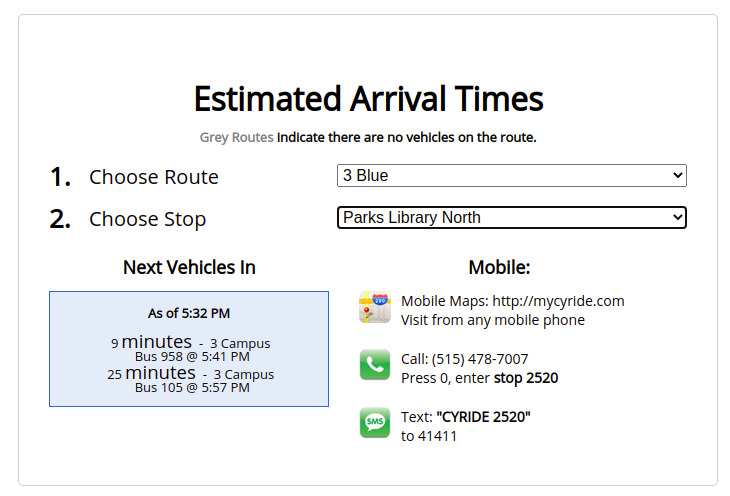 Estimated Arrival Times
Grey Routes indicate there are no vehicles on the route.
1. Choose Route 3 Blue
2. Choose Stop Parks Library North
Next Vehicles In
As of 5:32 PM
9 minutes - 3 Campus
Bus 958 @ 5:41 PM
25 minutes - 3 Campus
Bus 105 @ 5:57 PM
Mobile:
280
Mobile Maps: http://mycyride.com
Visit from any mobile phone
Call: (515) 478-7007
Press 0, enter stop 2520
SMS
Text: "CYRIDE 2520"
to 41411